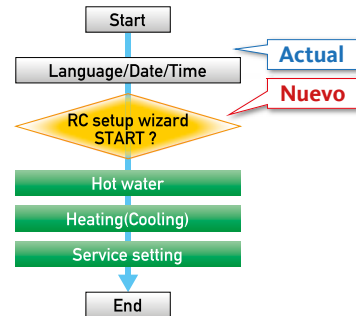 Start
Actual
Language/Date/Time
Nuevo
RC setup wizard
START ?
Hot water
Heating(Cooling)
Service setting
End